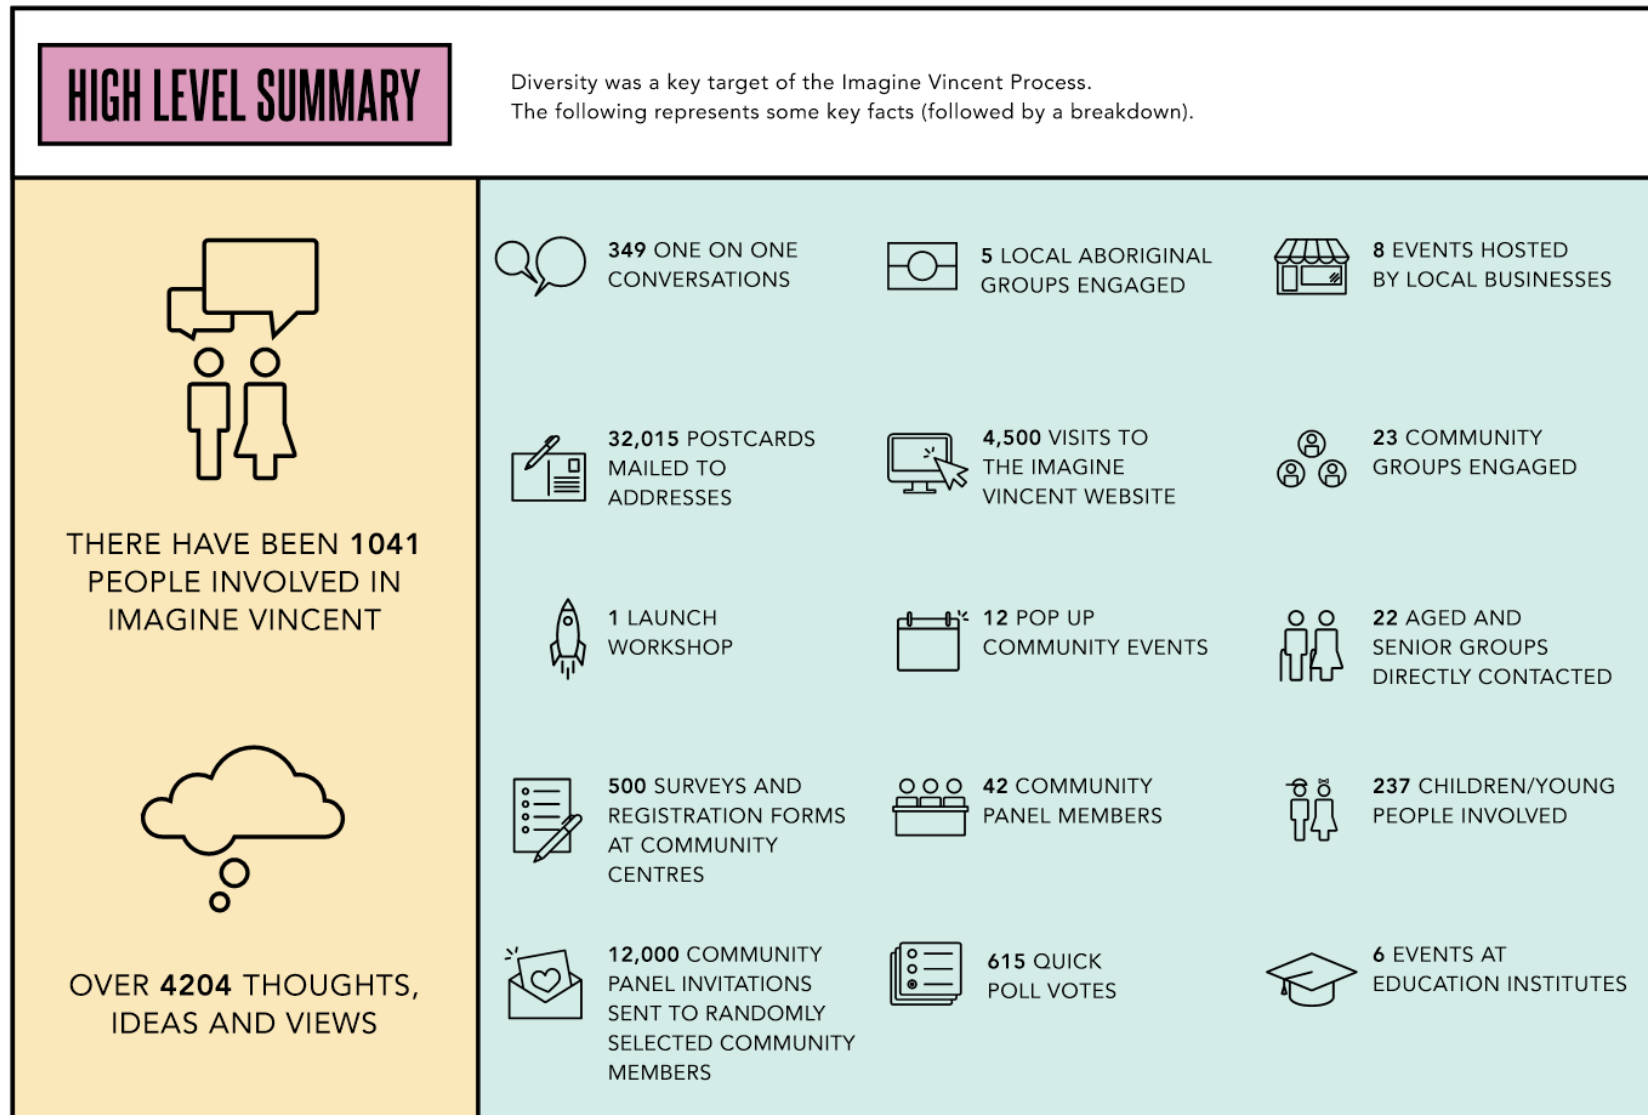 HIGH LEVEL SUMMARY
Diversity was a key target of the Imagine Vincent Process.
The following represents some key facts (followed by a breakdown).
THERE HAVE BEEN 1041
PEOPLE INVOLVED IN
IMAGINE VINCENT
OVER 4204 THOUGHTS,
IDEAS AND VIEWS
349 ONE ON ONE
CONVERSATIONS
5 LOCAL ABORIGINAL
GROUPS ENGAGED
8 EVENTS HOSTED
BY LOCAL BUSINESSES
32,015 POSTCARDS
MAILED TO
ADDRESSES
4,500 VISITS TO
THE IMAGINE
VINCENT WEBSITE
23 COMMUNITY
GROUPS ENGAGED
1 LAUNCH
WORKSHOP
12 POP UP
COMMUNITY EVENTS
22 AGED AND
SENIOR GROUPS
DIRECTLY CONTACTED
500 SURVEYS AND
REGISTRATION FORMS
AT COMMUNITY
CENTRES
42 COMMUNITY
PANEL MEMBERS
237 CHILDREN/YOUNG
PEOPLE INVOLVED
12,000 COMMUNITY
PANEL INVITATIONS
SENT TO RANDOMLY
SELECTED COMMUNITY
MEMBERS
615 QUICK
POLL VOTES
6 EVENTS AT
EDUCATION INSTITUTES